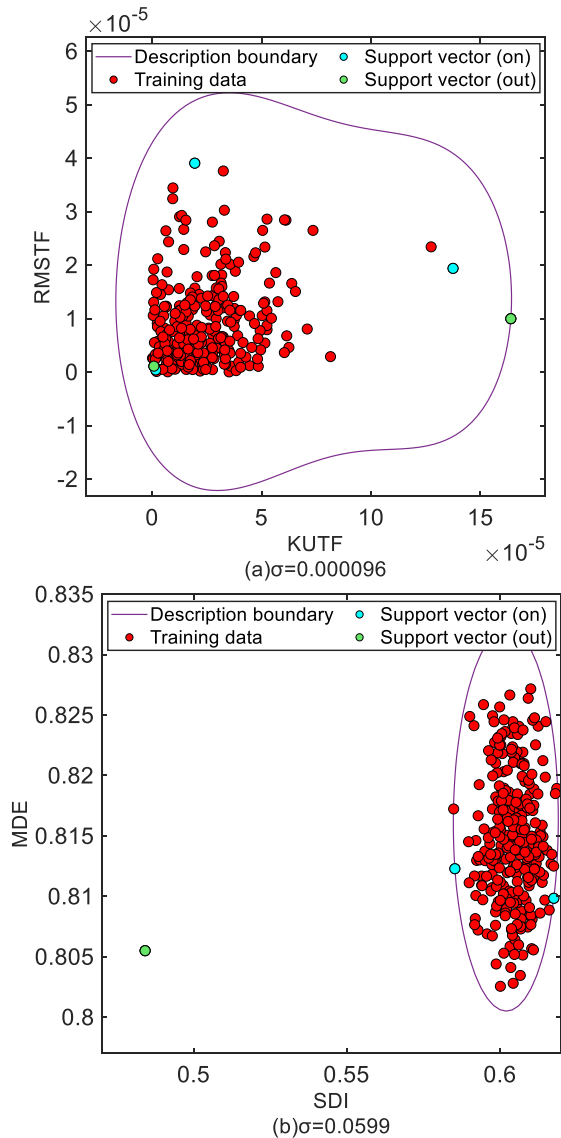 ×10⁻⁵
6
5
4
3
2
1
0
-1
-2
RMSTF
Description boundary
Training data
Support vector (on)
Support vector (out)
0
5
10
15
KUTF
×10⁻⁵
(a)σ=0.000096
0.835
0.83
0.825
0.82
0.815
0.81
0.805
0.8
MDE
Description boundary
Training data
Support vector (on)
Support vector (out)
0.5
0.55
0.6
SDI
(b)σ=0.0599